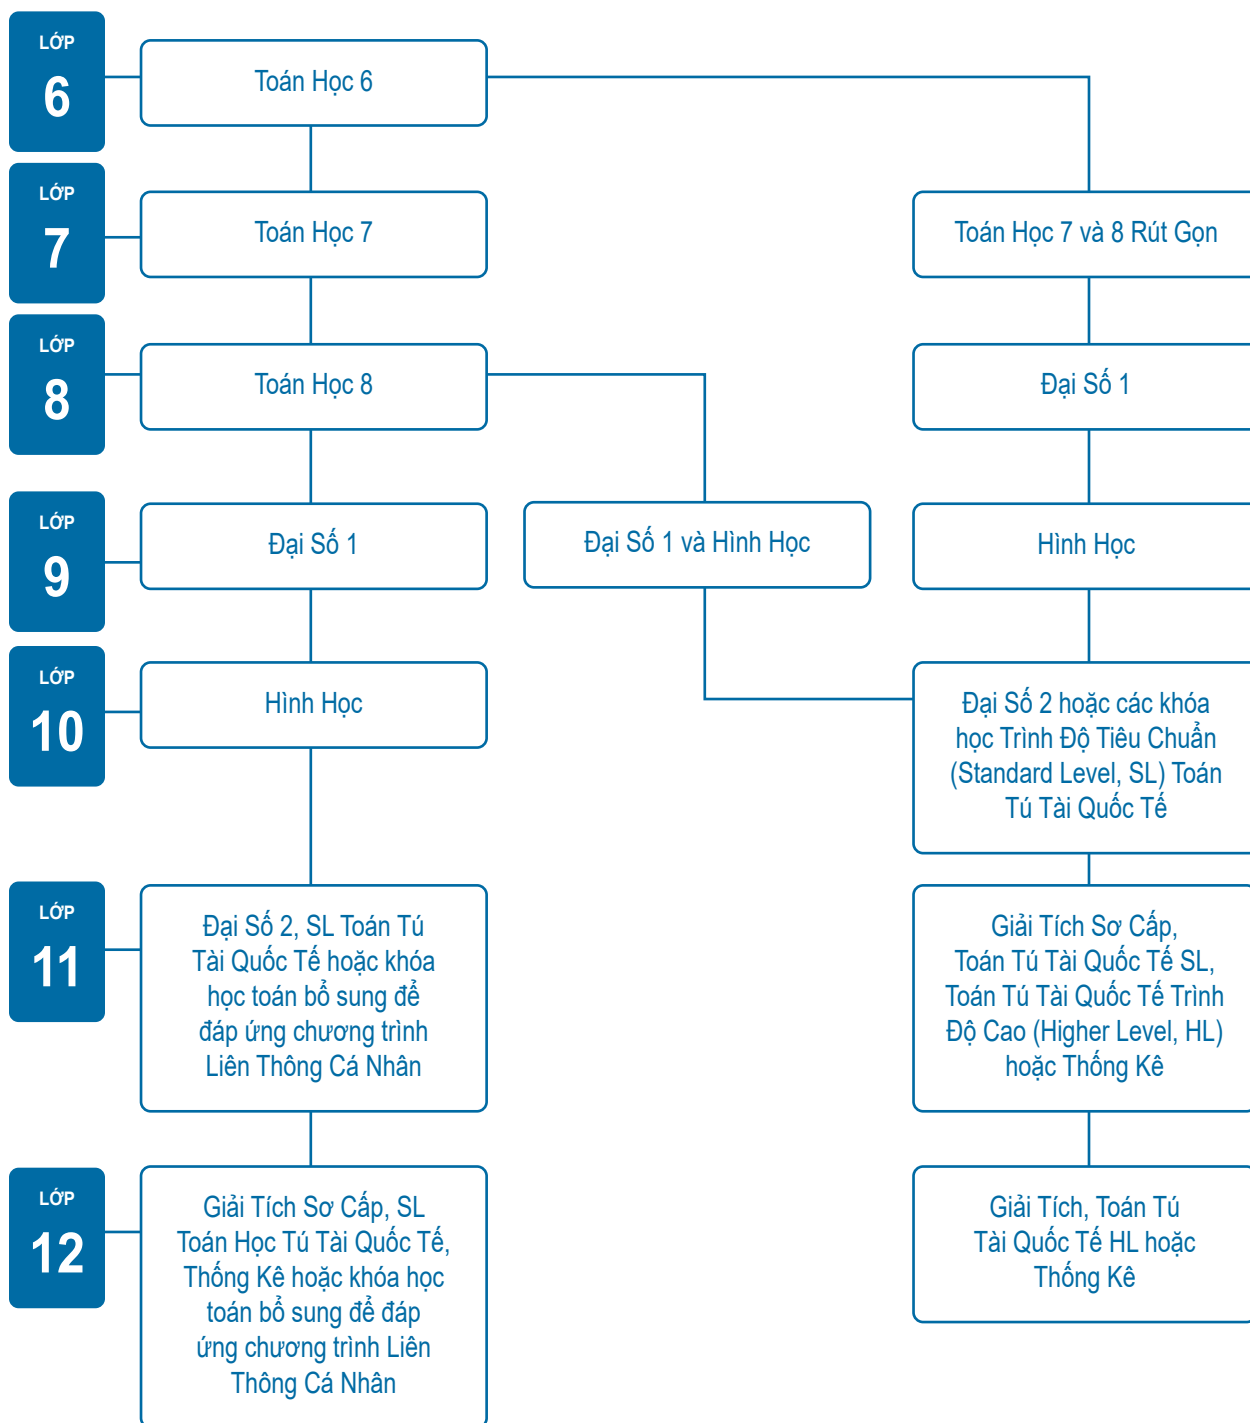 LỚP
6
Toán Học 6
LỚP
7
Toán Học 7
Toán Học 7 và 8 Rút Gọn
LỚP
8
Toán Học 8
Đại Số 1
LỚP
9
Đại Số 1
Đại Số 1 và Hình Học
Hình Học
LỚP
10
Hình Học
Đại Số 2 hoặc các khóa
học Trình Độ Tiêu Chuẩn
(Standard Level, SL) Toán
Tú Tài Quốc Tế
LỚP
11
Đại Số 2, SL Toán Tú
Tài Quốc Tế hoặc khóa
học toán bổ sung để
đáp ứng chương trình
Liên Thông Cá Nhân
Giải Tích Sơ Cấp,
Toán Tú Tài Quốc Tế SL,
Toán Tú Tài Quốc Tế Trình
Độ Cao (Higher Level, HL)
hoặc Thống Kê
LỚP
12
Giải Tích Sơ Cấp, SL
Toán Học Tú Tài Quốc Tế,
Thống Kê hoặc khóa học
toán bổ sung để đáp
ứng chương trình Liên
Thông Cá Nhân
Giải Tích, Toán Tú
Tài Quốc Tế HL hoặc
Thống Kê